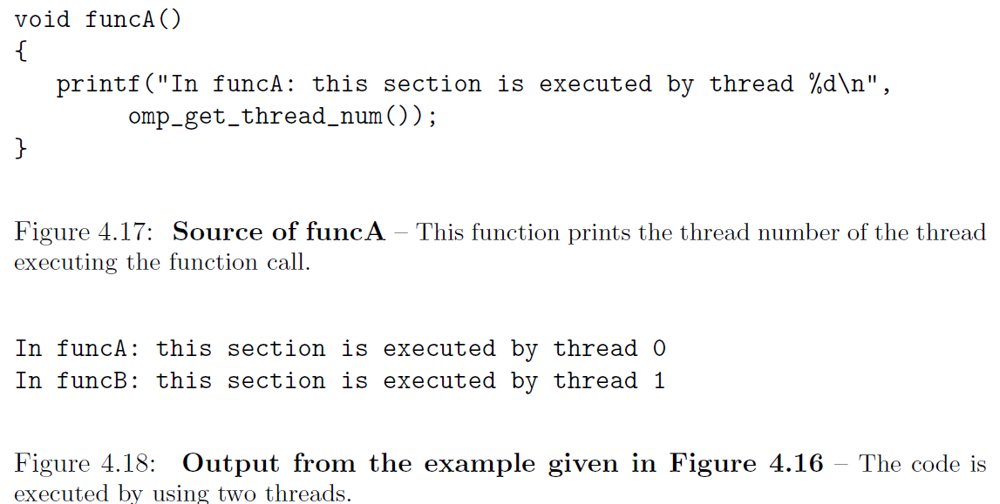 void funcA()
{
   printf("In funcA: this section is executed by thread %d\n",
        omp_get_thread_num());
}
Figure 4.17: Source of funcA – This function prints the thread number of the thread
executing the function call.
In funcA: this section is executed by thread 0
In funcB: this section is executed by thread 1
Figure 4.18: Output from the example given in Figure 4.16 – The code is
executed by using two threads.